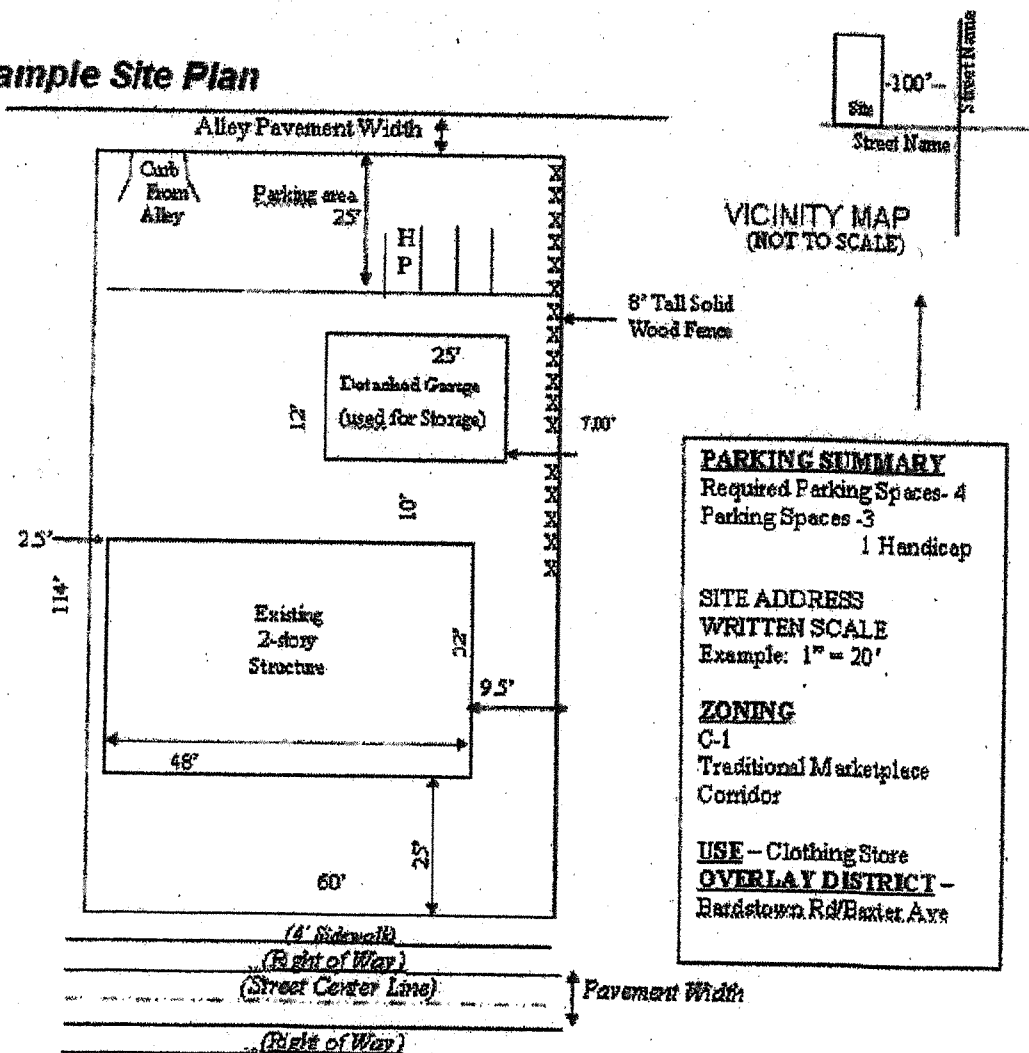 ample Site Plan
Alley Pavement Width
Curb
From
Alley
Parking area
25'
H
P
8' Tall Solid
Wood Fence
25'
Detached Garage
(used for Storage)
12'
7.00'
10'
2.5'
114'
Existing
2-story
Structure
32'
9.5'
48'
25'
60'
(4' Sidewalk)
(Right of Way)
(Street Center Line)
Pavement Width
(Right of Way)
Site
100'
Street Name
Street Name
VICINITY MAP
(NOT TO SCALE)
PARKING SUMMARY
Required Parking Spaces- 4
Parking Spaces -3
1 Handicap
SITE ADDRESS
WRITTEN SCALE
Example: 1" = 20'
ZONING
C-1
Traditional Marketplace
Corridor
USE – Clothing Store
OVERLAY DISTRICT –
Bardstown Rd/Baxter Ave